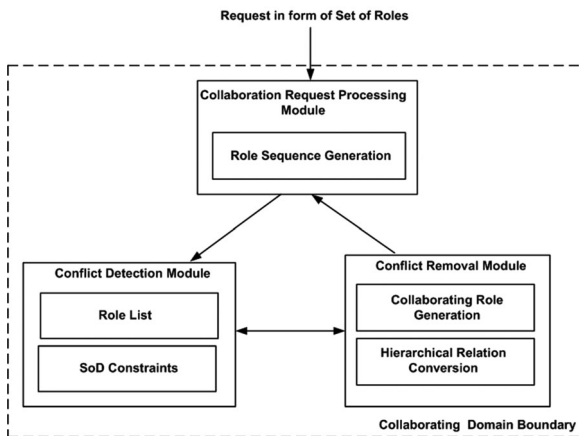 Request in form of Set of Roles
Collaboration Request Processing
Module
Role Sequence Generation
Conflict Detection Module
Role List
SoD Constraints
Conflict Removal Module
Collaborating Role
Generation
Hierarchical Relation
Conversion
Collaborating Domain Boundary